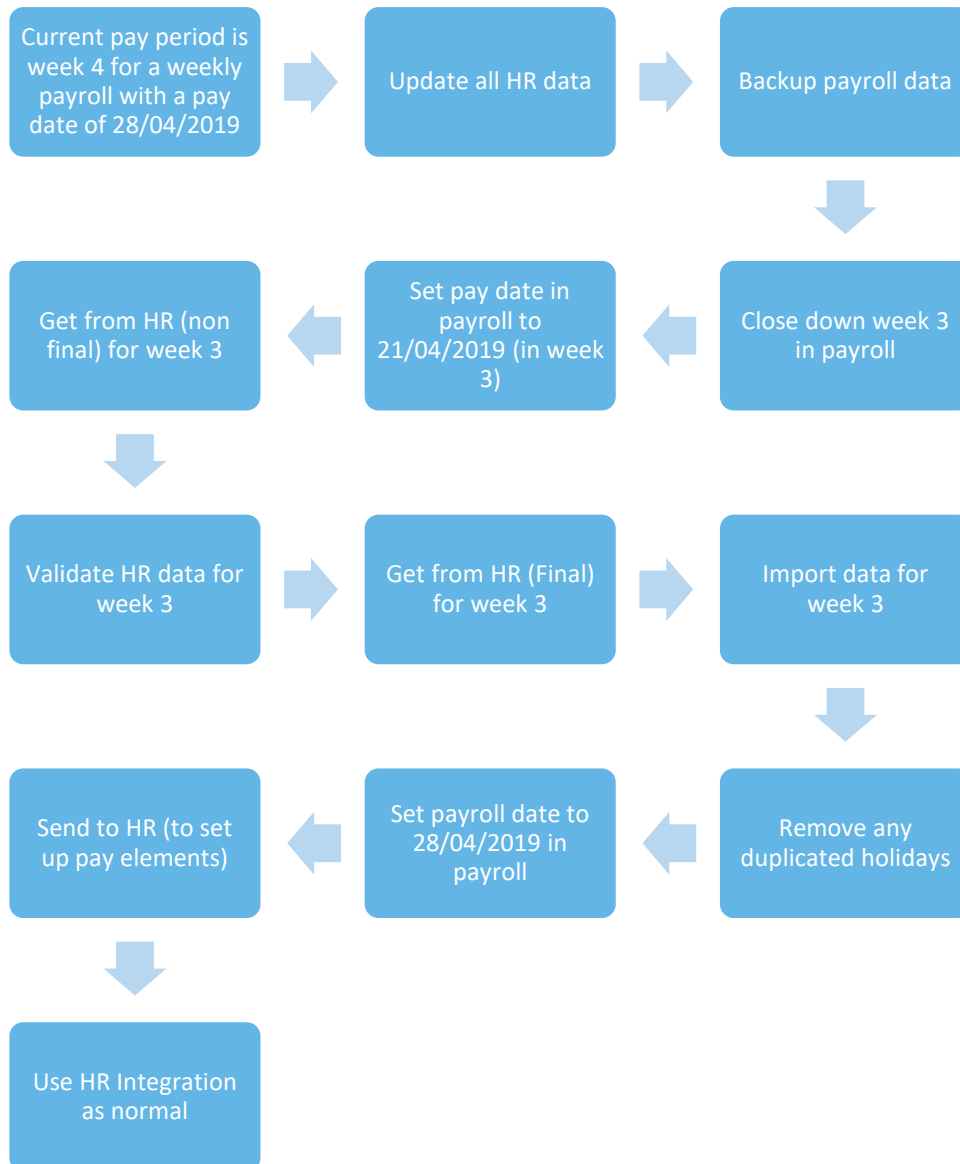 Current pay period is
week 4 for a weekly
payroll with a pay
date of 28/04/2019
Update all HR data
Backup payroll data
Close down week 3
in payroll
Set pay date in
payroll to
21/04/2019 (in week
3)
Get from HR (non
final) for week 3
Validate HR data for
week 3
Get from HR (Final)
for week 3
Import data for
week 3
Remove any
duplicated holidays
Set payroll date to
28/04/2019 in
payroll
Send to HR (to set
up pay elements)
Use HR Integration
as normal